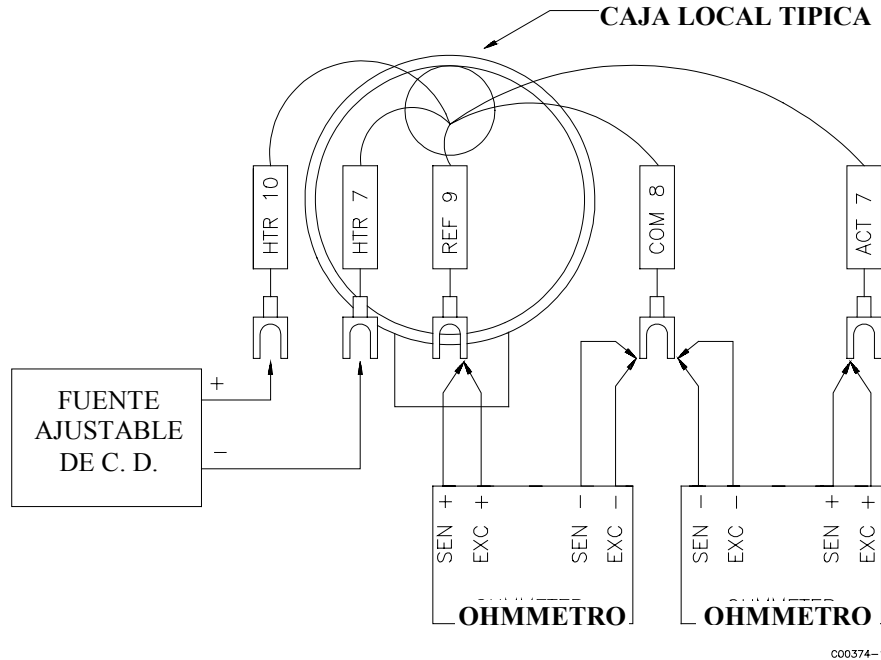 CAJA LOCAL TIPICA
HTR 10
HTR 7
REF 9
COM 8
ACT 7
+
FUENTE
AJUSTABLE
DE C. D.
−
SEN +
EXC +
SEN −
EXC −
SEN −
EXC −
SEN +
EXC +
OHMMETRO
OHMMETRO